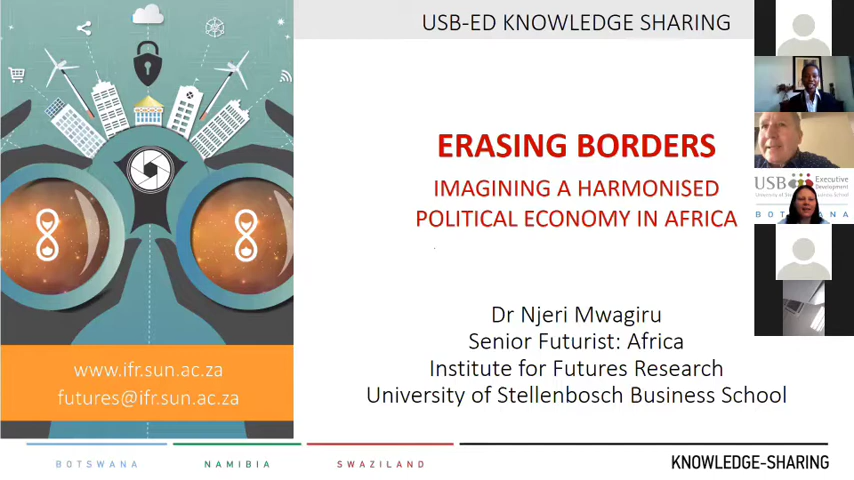 USB-ED KNOWLEDGE SHARING
ERASING BORDERS
IMAGINING A HARMONISED
POLITICAL ECONOMY IN AFRICA
Dr Njeri Mwagiru
Senior Futurist: Africa
Institute for Futures Research
University of Stellenbosch Business School
www.ifr.sun.ac.za
futures@ifr.sun.ac.za
USB
Executive
Development
BOTSWANA
BOTSWANA
NAMIBIA
SWAZILAND
KNOWLEDGE-SHARING